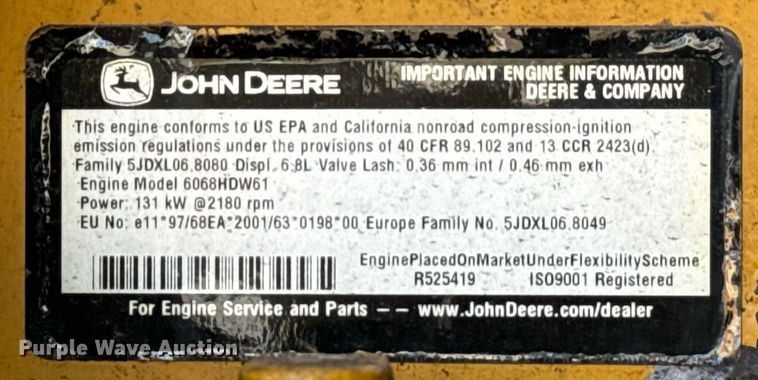 JOHN DEERE
IMPORTANT ENGINE INFORMATION
DEERE & COMPANY
This engine conforms to US EPA and California nonroad compression-ignition
emission regulations under the provisions of 40 CFR 89.102 and 13 CCR 2423(d).
Family 5JDXL06.8080 Displ. 6.8L Valve Lash: 0.36 mm int / 0.46 mm exh
Engine Model 6068HDW61
Power: 131 kW @2180 rpm
EU No: e11*97/68EA*2001/63*0198*00 Europe Family No. 5JDXL06.8049
EnginePlacedOnMarketUnderFlexibilityScheme
R525419 ISO9001 Registered
For Engine Service and Parts – – www.JohnDeere.com/dealer
Purple Wave Auction